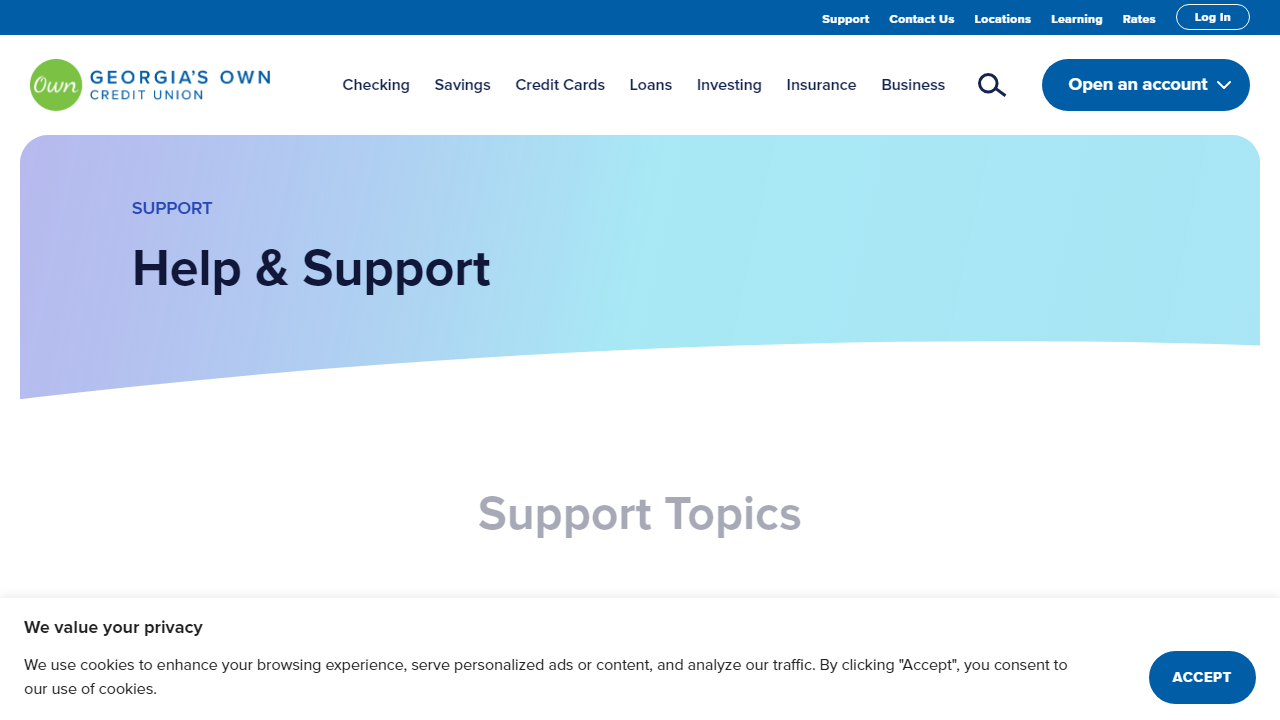 Support Contact Us Locations Learning Rates Log In
Own GEORGIA'S OWN
CREDIT UNION
Checking Savings Credit Cards Loans Investing Insurance Business Open an account
SUPPORT
Help & Support
Support Topics
We value your privacy
We use cookies to enhance your browsing experience, serve personalized ads or content, and analyze our traffic. By clicking "Accept", you consent to
our use of cookies.
ACCEPT